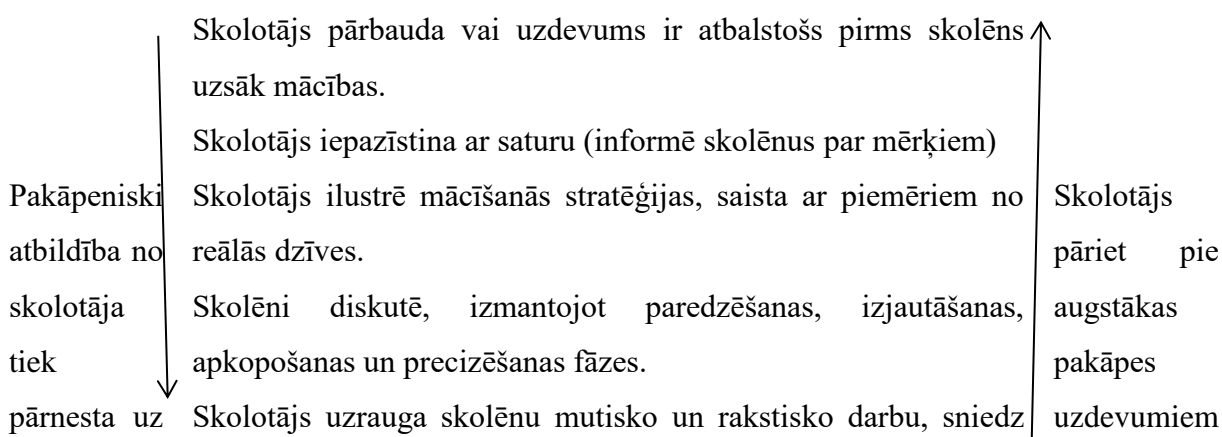 Skolotājs pārbauda vai uzdevums ir atbalstošs pirms skolēns
uzsāk mācības.
Skolotājs iepazīstina ar saturu (informē skolēnus par mērķiem)
Pakāpeniski Skolotājs ilustrē mācīšanās stratēģijas, saista ar piemēriem no Skolotājs
atbildība no reālās dzīves. pāriet pie
skolotāja Skolēni diskutē, izmantojot paredzēšanas, izjautāšanas, augstākas
tiek apkopošanas un precizēšanas fāzes. pakāpes
pārnesta uz Skolotājs uzrauga skolēnu mutisko un rakstisko darbu, sniedz uzdevumiem